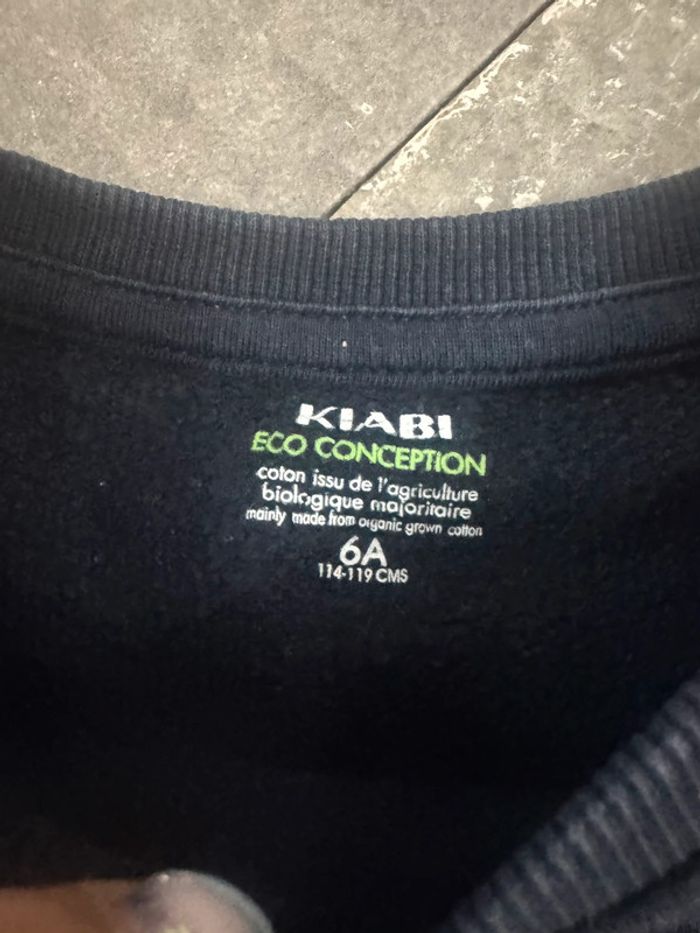 KIABI
ECO CONCEPTION
coton issu de l'agriculture
biologique majoritaire
mainly made from organic grown cotton
6A
114-119 CMS